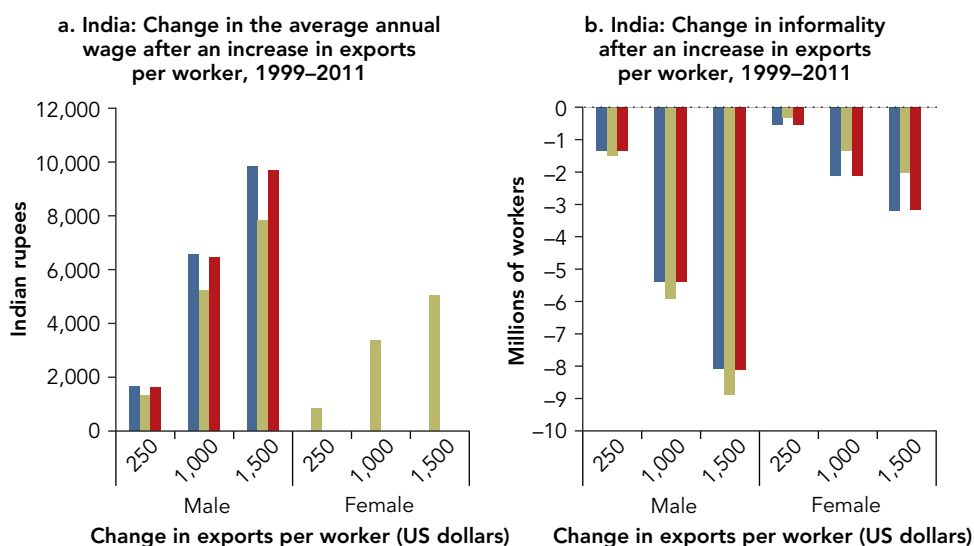 a. India: Change in the average annual
wage after an increase in exports
per worker, 1999–2011
12,000
10,000
8,000
6,000
4,000
2,000
0
Indian rupees
250
1,000
1,500
250
1,000
1,500
Male
Female
Change in exports per worker (US dollars)
b. India: Change in informality
after an increase in exports
per worker, 1999–2011
0
–1
–2
–3
–4
–5
–6
–7
–8
–9
–10
Millions of workers
250
1,000
1,500
250
1,000
1,500
Male
Female
Change in exports per worker (US dollars)